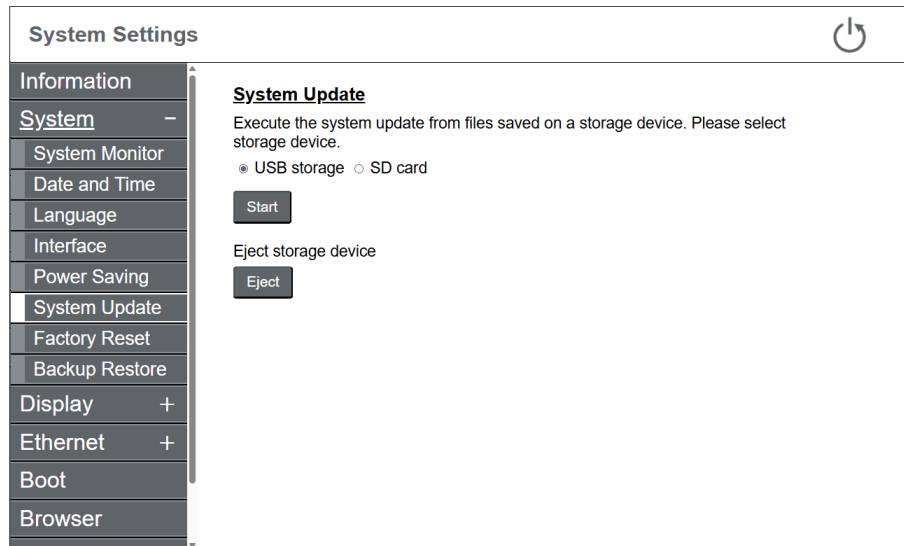 System Settings
Information
System −
System Monitor
Date and Time
Language
Interface
Power Saving
System Update
Factory Reset
Backup Restore
Display +
Ethernet +
Boot
Browser
System Update
Execute the system update from files saved on a storage device. Please select
storage device.
USB storage SD card
Start
Eject storage device
Eject